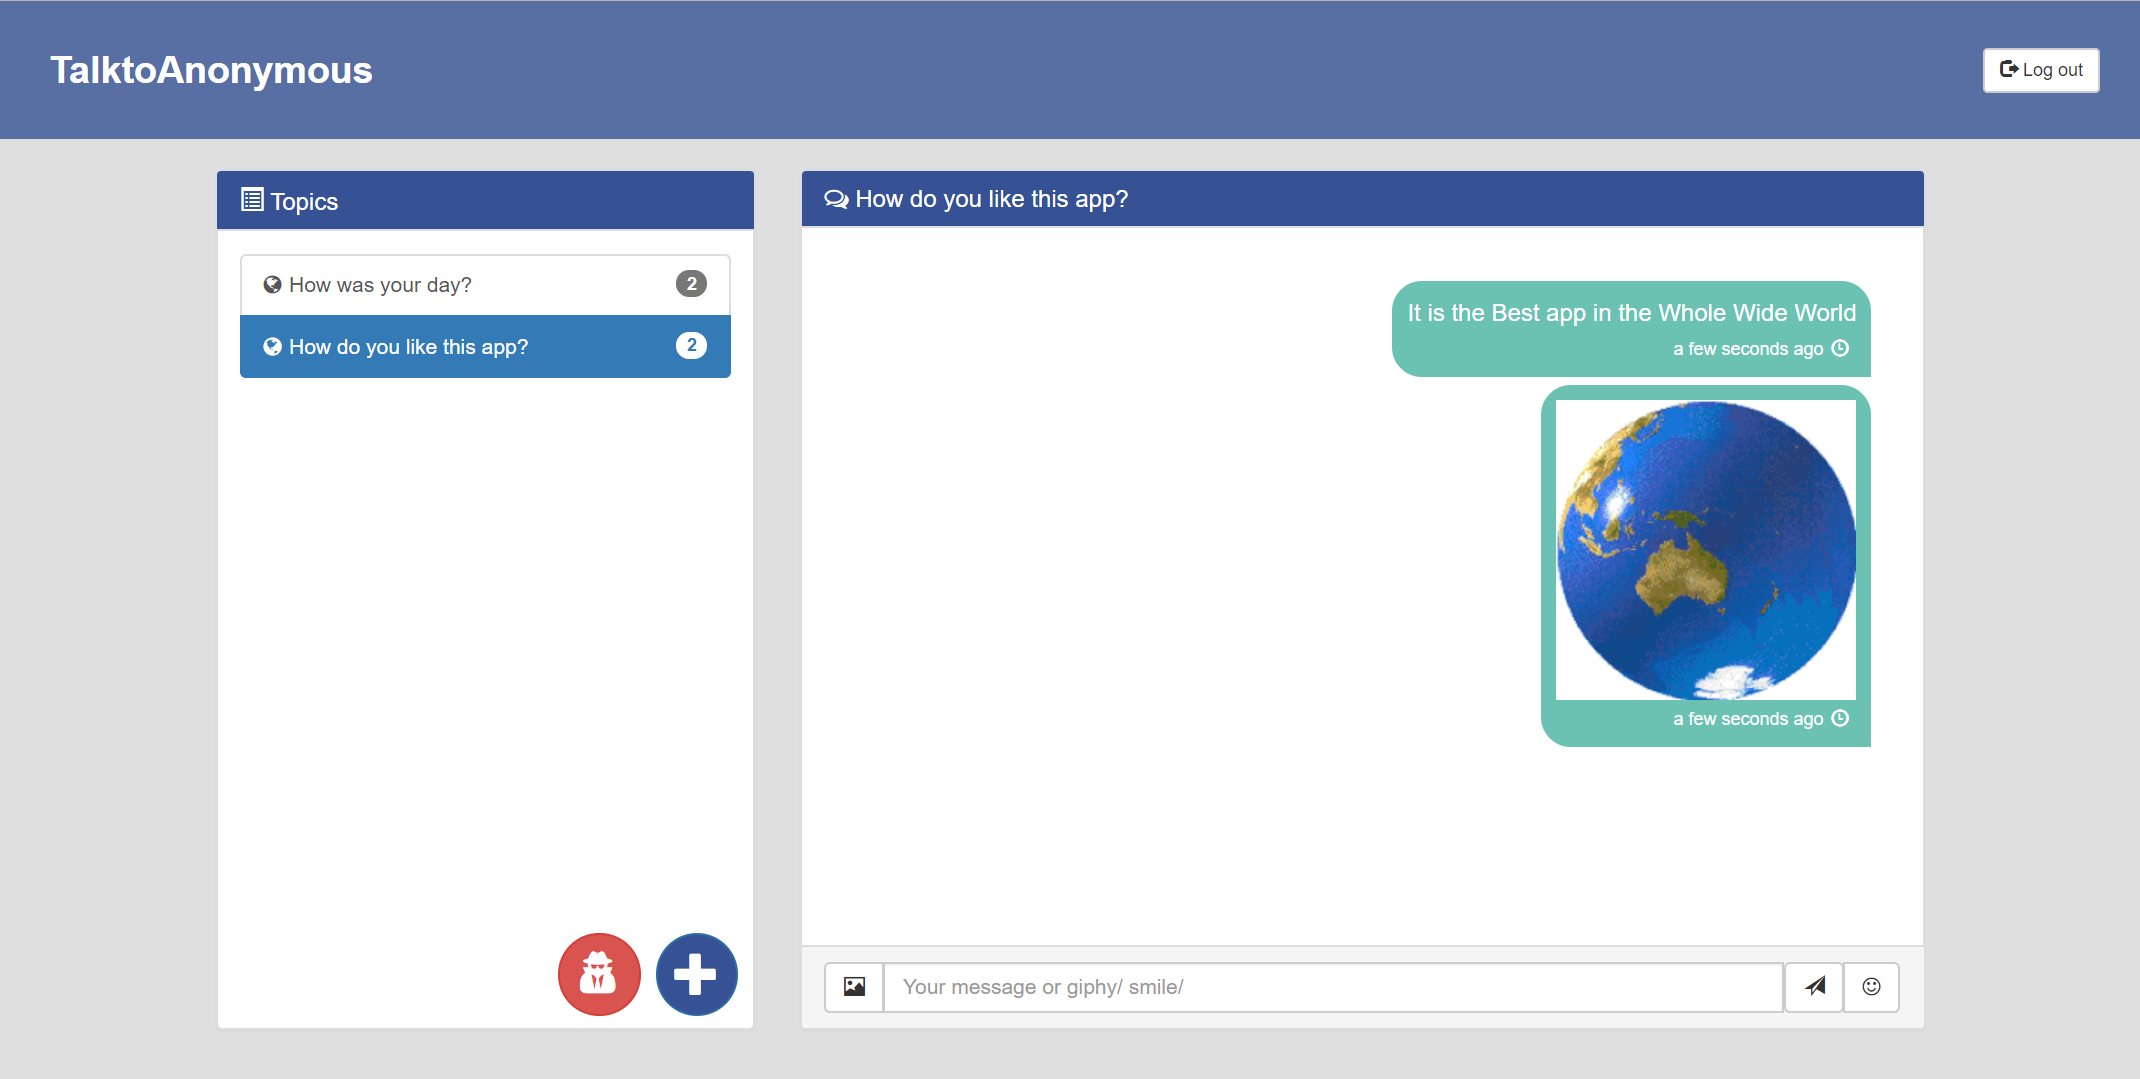 TalktoAnonymous
Log out
Topics
How was your day?
2
How do you like this app?
2
How do you like this app?
It is the Best app in the Whole Wide World
a few seconds ago
a few seconds ago
Your message or giphy/ smile/